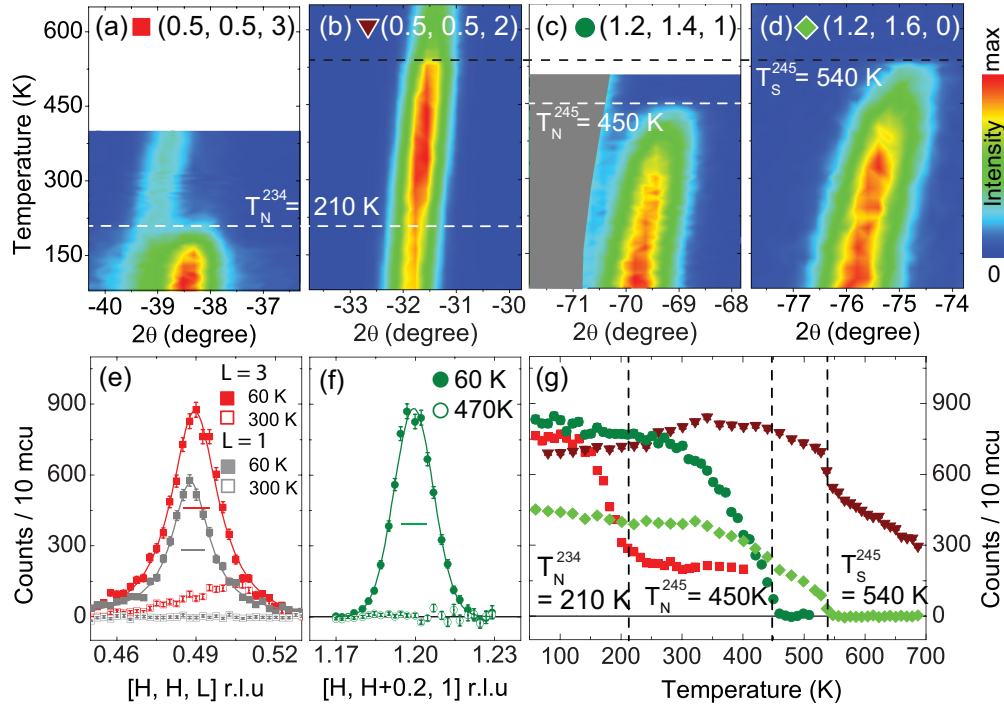 (a) (0.5, 0.5, 3)
(b) (0.5, 0.5, 2)
(c) (1.2, 1.4, 1)
(d) (1.2, 1.6, 0)
Temperature (K)
600
450
300
150
T_N^234 = 210 K
T_N^245 = 450 K
T_S^245 = 540 K
max
Intensity
0
-40 -39 -38 -37
-33 -32 -31 -30
-71 -70 -69 -68
-77 -76 -75 -74
2θ (degree)
2θ (degree)
2θ (degree)
2θ (degree)
(e)
L = 3
60 K
300 K
L = 1
60 K
300 K
Counts / 10 mcu
900
600
300
0
0.46 0.49 0.52
[H, H, L] r.l.u
(f)
60 K
470K
1.17 1.20 1.23
[H, H+0.2, 1] r.l.u
(g)
T_N^234
= 210 K
T_N^245
= 450K
T_S^245
= 540 K
100 200 300 400 500 600 700
Temperature (K)
900
600
300
0
Counts / 10 mcu